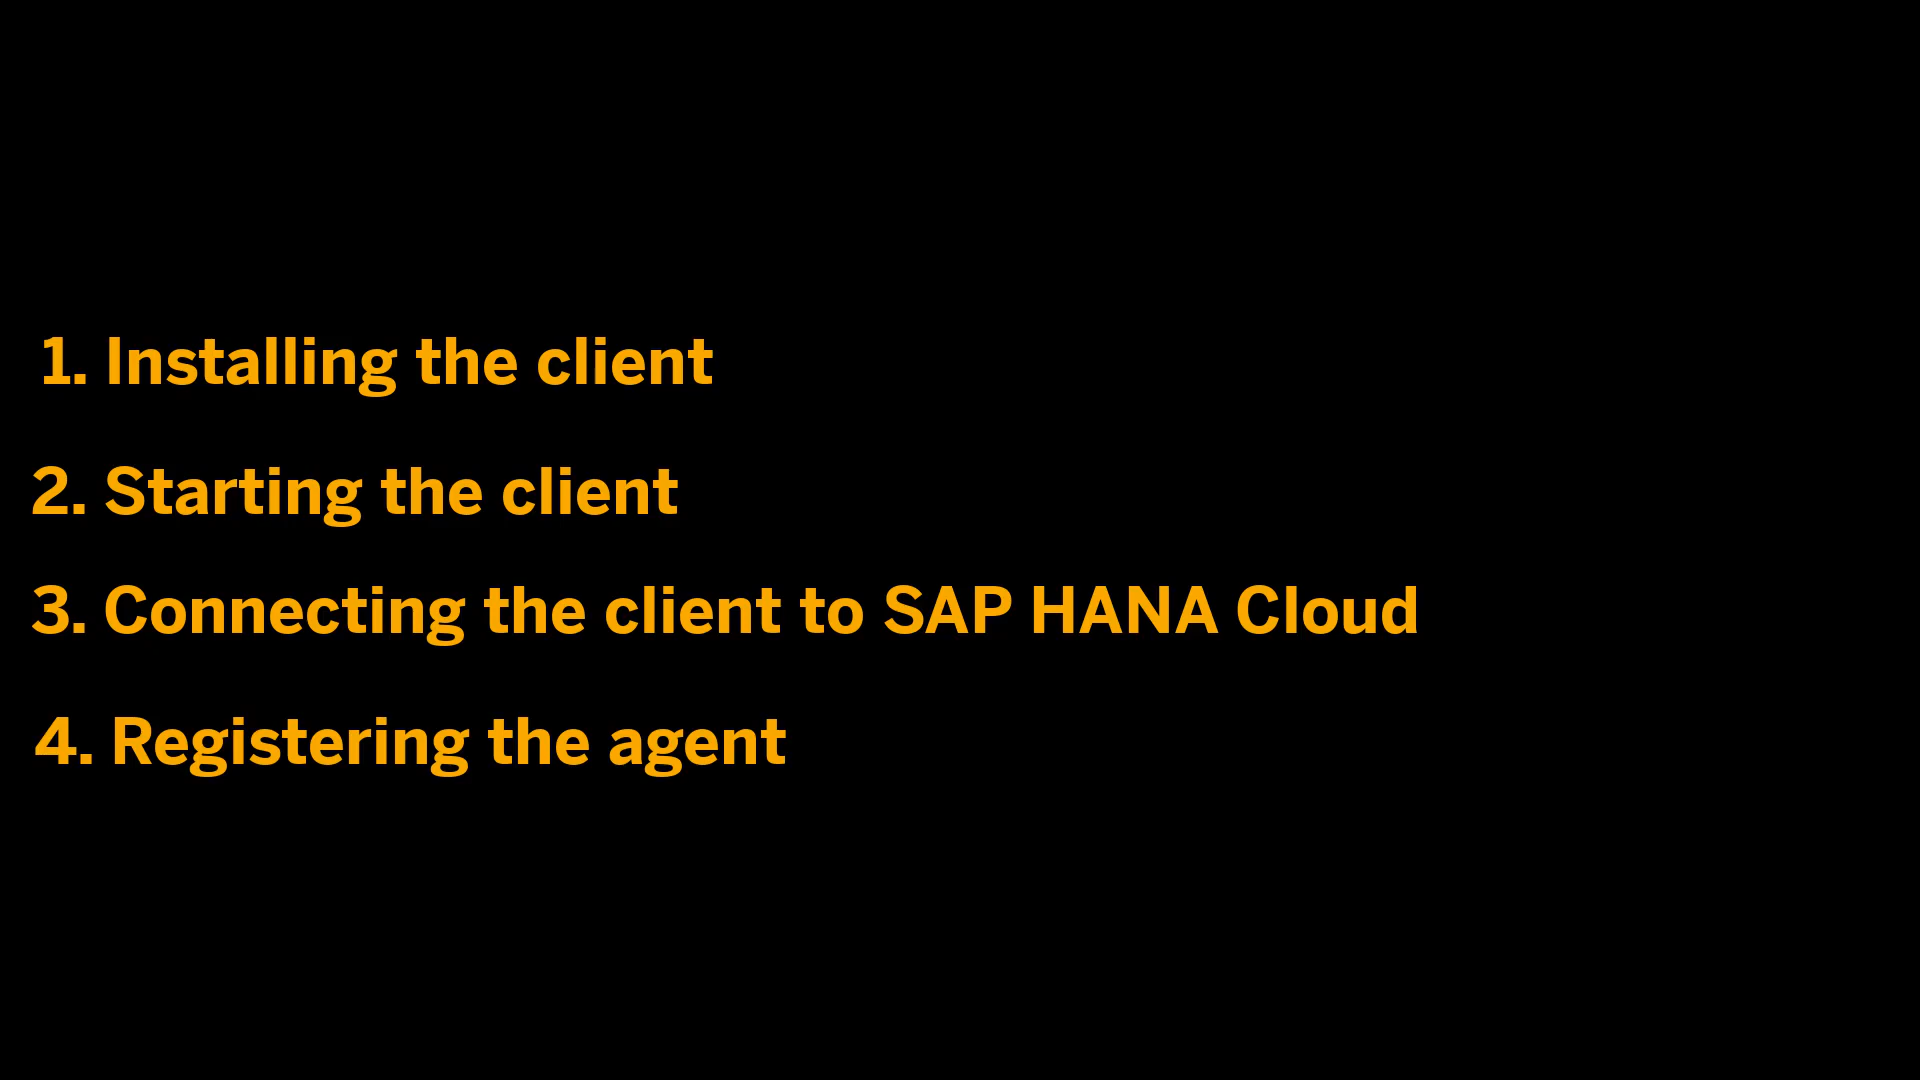 1. Installing the client
2. Starting the client
3. Connecting the client to SAP HANA Cloud
4. Registering the agent